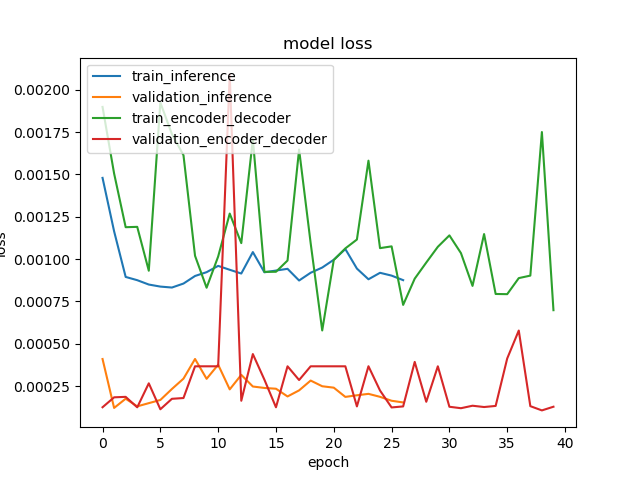 model loss
train_inference
validation_inference
train_encoder_decoder
validation_encoder_decoder
0.00200
0.00175
0.00150
0.00125
0.00100
0.00075
0.00050
0.00025
loss
0 5 10 15 20 25 30 35 40
epoch